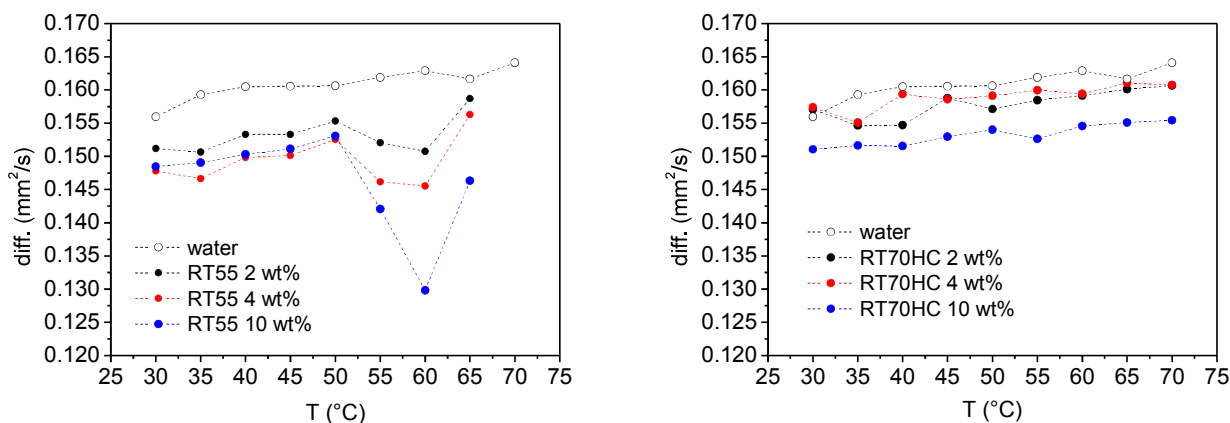 0.170
0.165
0.160
0.155
0.150
0.145
0.140
0.135
0.130
0.125
0.120
diff. (mm²/s)
water
RT55 2 wt%
RT55 4 wt%
RT55 10 wt%
25 30 35 40 45 50 55 60 65 70 75
T (°C)
0.170
0.165
0.160
0.155
0.150
0.145
0.140
0.135
0.130
0.125
0.120
diff. (mm²/s)
water
RT70HC 2 wt%
RT70HC 4 wt%
RT70HC 10 wt%
25 30 35 40 45 50 55 60 65 70 75
T (°C)